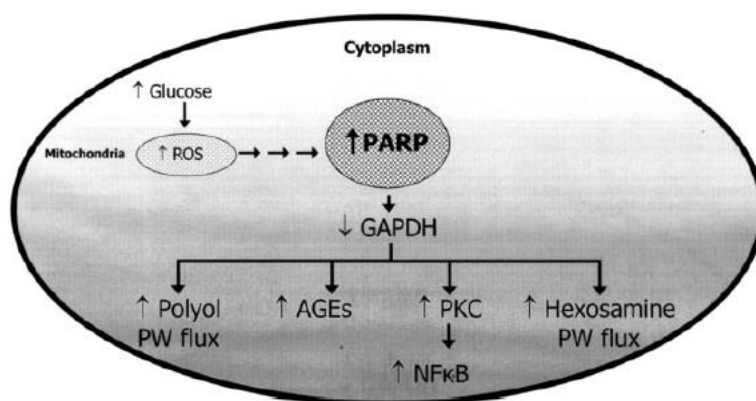 Cytoplasm
↑ Glucose
Mitochondria
↑ ROS
↑PARP
↓ GAPDH
↑ Polyol
PW flux
↑ AGEs
↑ PKC
↑ Hexosamine
PW flux
↑ NFκB